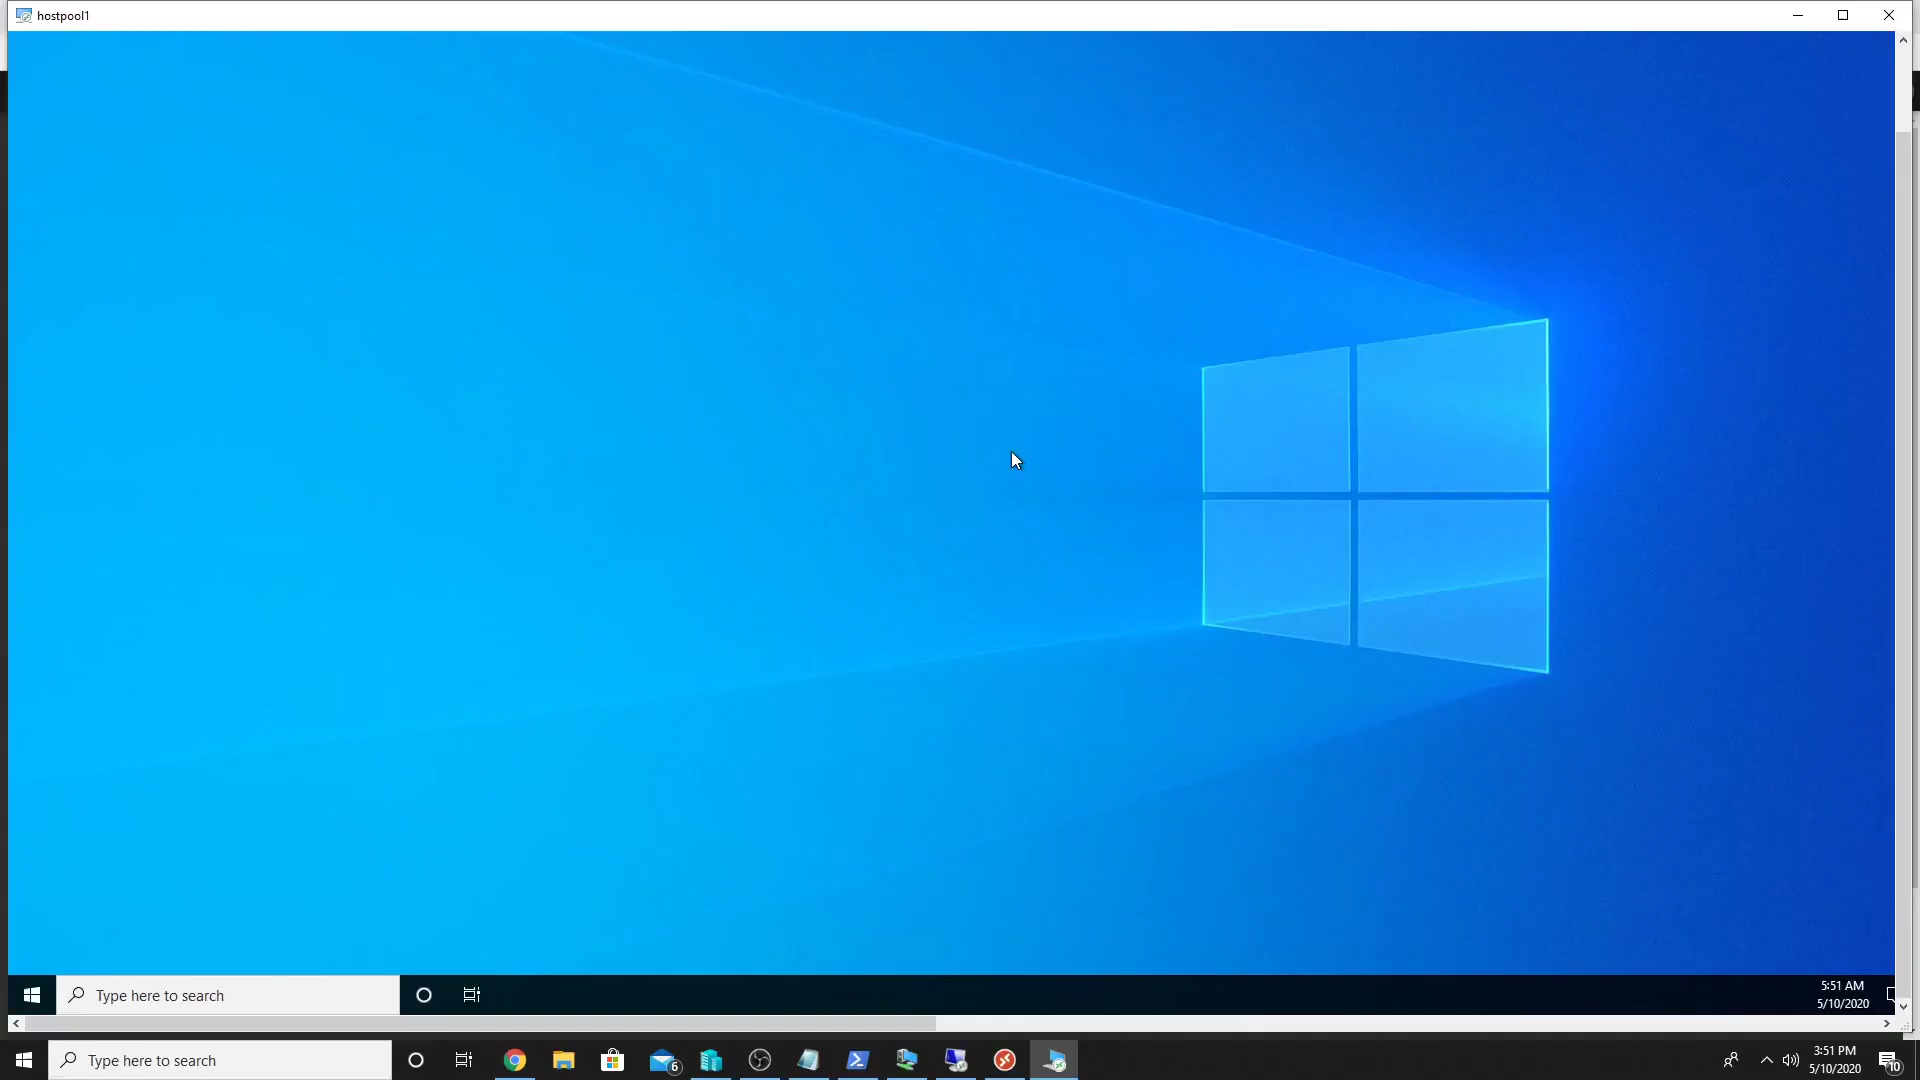 hostpool1
Type here to search
5:51 AM
5/10/2020
Type here to search
6
3:51 PM
5/10/2020
10